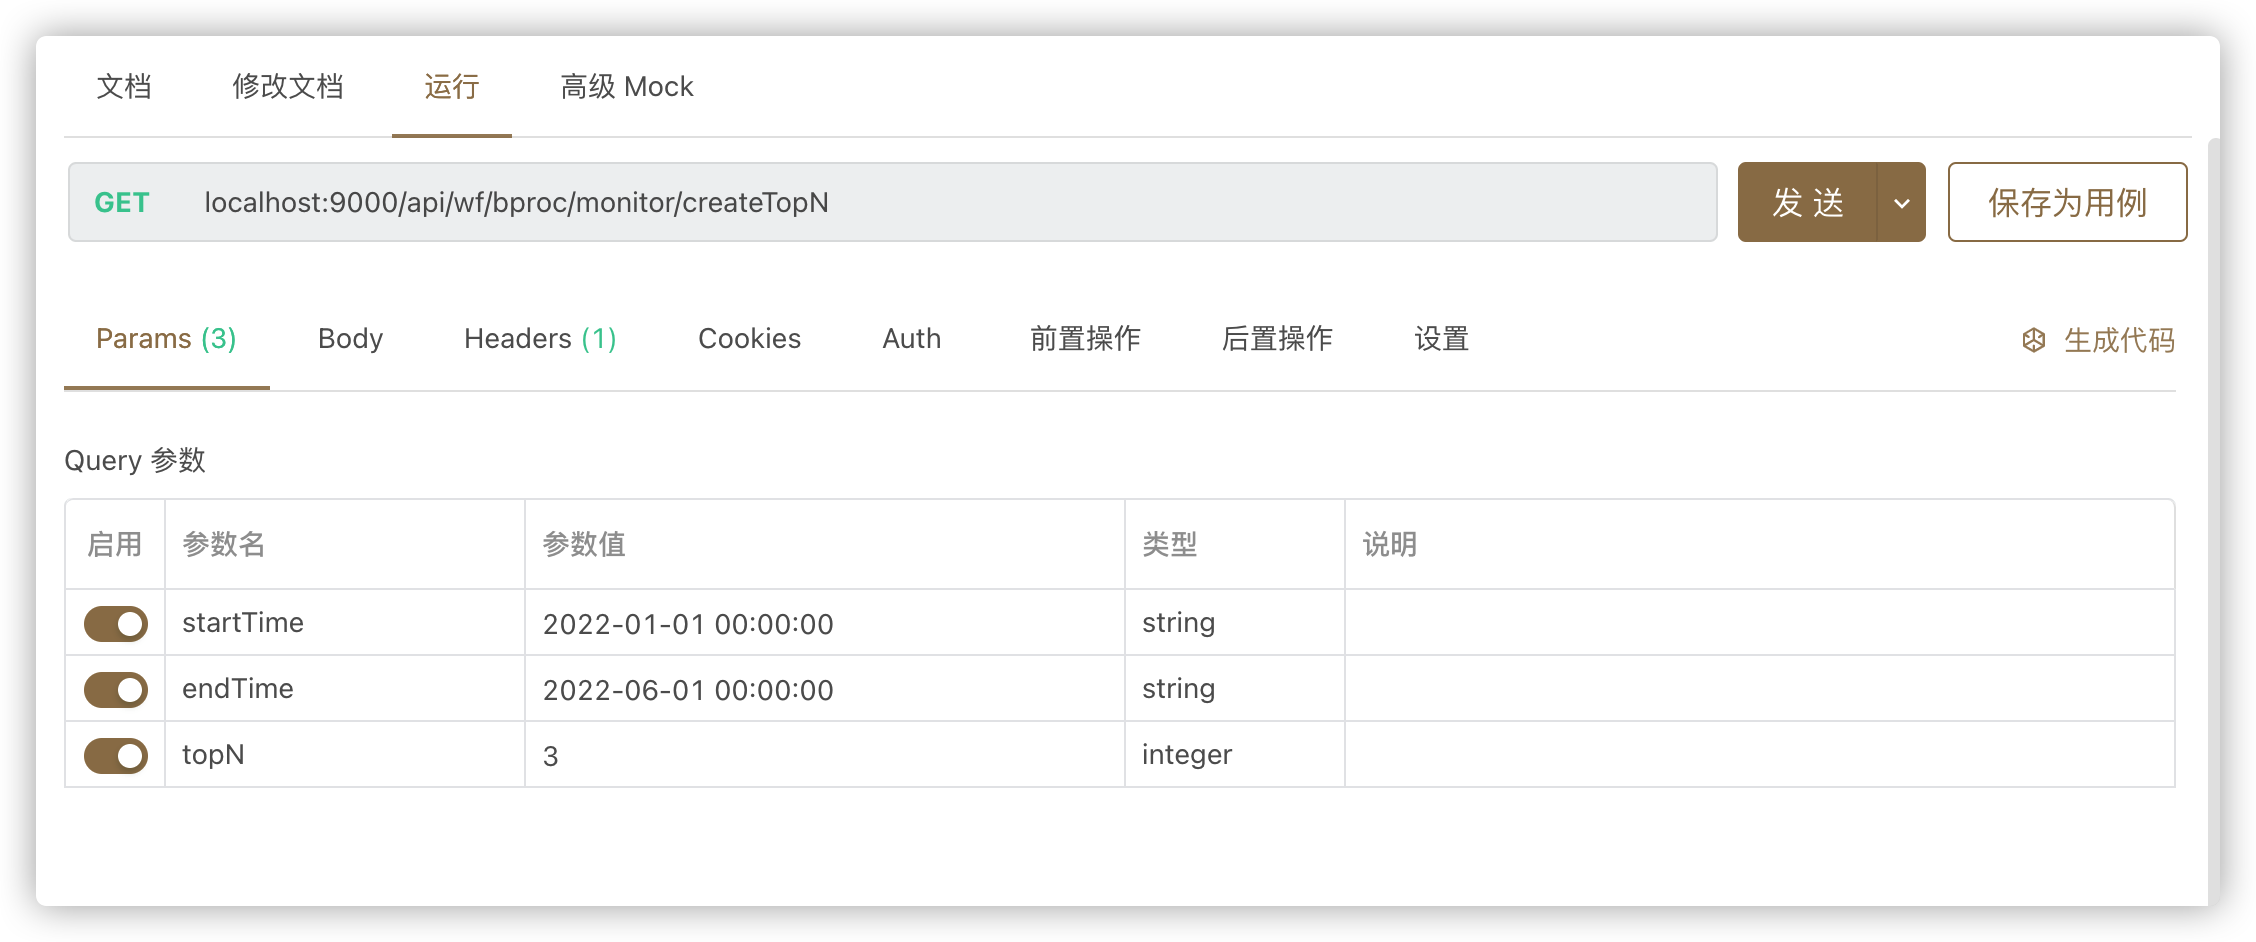 文档 修改文档 运行 高级 Mock
GET localhost:9000/api/wf/bproc/monitor/createTopN 发 送 保存为用例
Params (3) Body Headers (1) Cookies Auth 前置操作 后置操作 设置 生成代码
Query 参数
启用 参数名 参数值 类型 说明
startTime 2022-01-01 00:00:00 string
endTime 2022-06-01 00:00:00 string
topN 3 integer